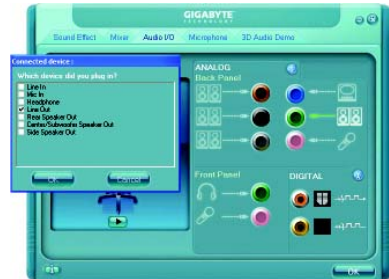 GIGABYTE
TECHNOLOGY
Sound Effect Mixer Audio I/O Microphone 3D Audio Demo
Connected device :
Which device did you plug in?
Line In
Mic In
Headphone
Line Out
Rear Speaker Out
Center/Subwoofer Speaker Out
Side Speaker Out
OK Cancel
ANALOG
Back Panel
Front Panel
DIGITAL
OK